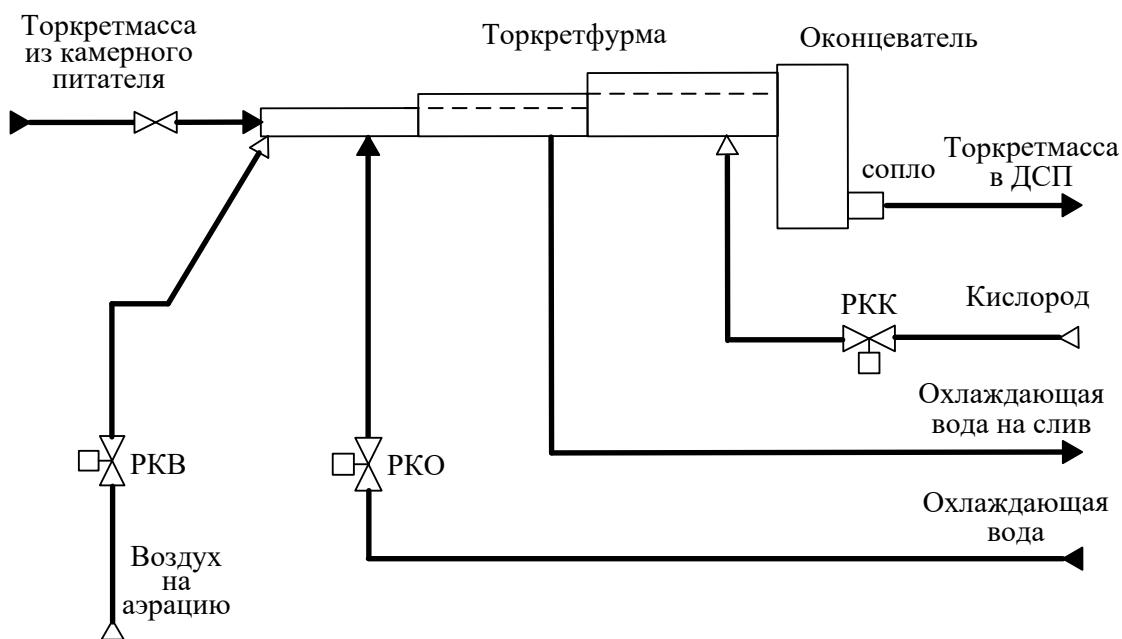 Торкретмасса
из камерного
питателя
Торкретфурма
Оконцеватель
сопло
Торкретмасса
в ДСП
РКК
Кислород
Охлаждающая
вода на слив
РКВ
РКО
Охлаждающая
вода
Воздух
на
аэрацию